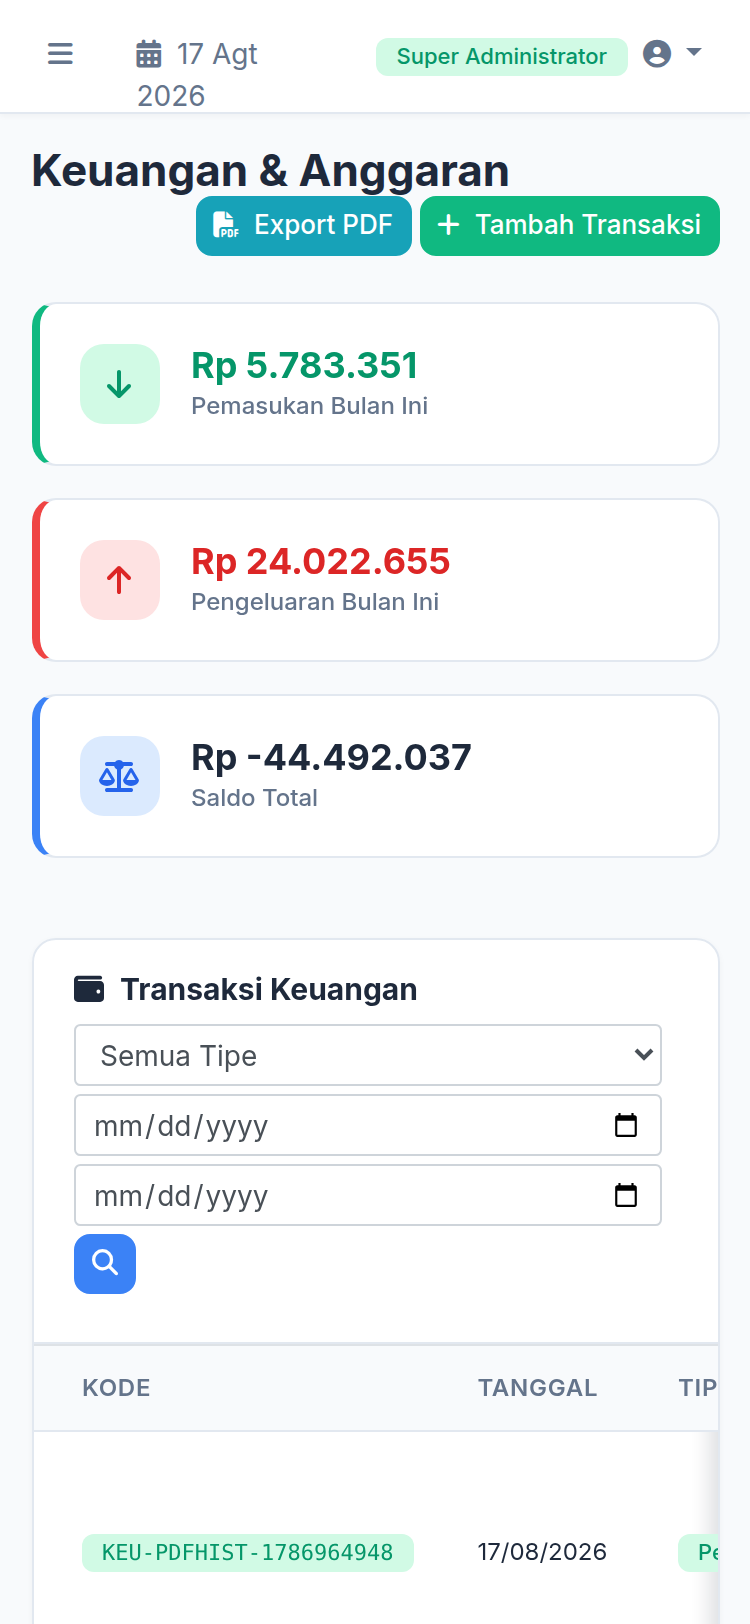 17 Agt
2026
Super Administrator
Keuangan & Anggaran
Export PDF
Tambah Transaksi
Rp 5.783.351
Pemasukan Bulan Ini
Rp 24.022.655
Pengeluaran Bulan Ini
Rp -44.492.037
Saldo Total
Transaksi Keuangan
Semua Tipe
mm/dd/yyyy
mm/dd/yyyy
KODE TANGGAL TIP
KEU-PDFHIST-1786964948 17/08/2026 Pe